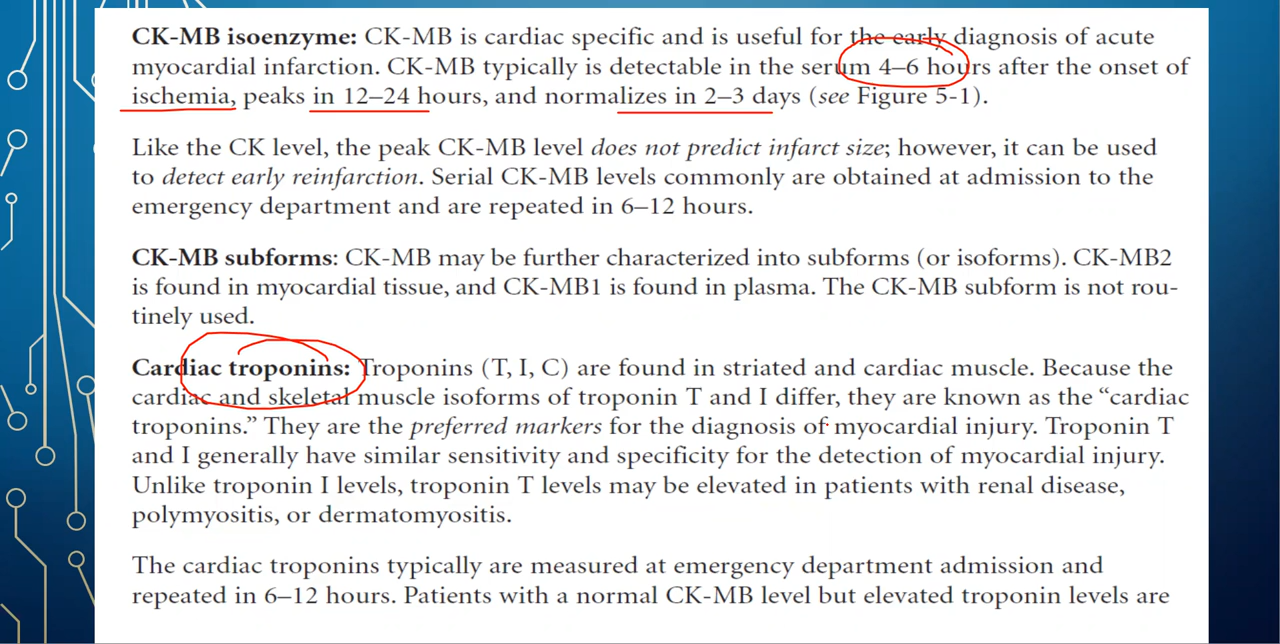 CK-MB isoenzyme: CK-MB is cardiac specific and is useful for the early diagnosis of acute
myocardial infarction. CK-MB typically is detectable in the serum 4–6 hours after the onset of
ischemia, peaks in 12–24 hours, and normalizes in 2–3 days (see Figure 5-1).
Like the CK level, the peak CK-MB level does not predict infarct size; however, it can be used
to detect early reinfarction. Serial CK-MB levels commonly are obtained at admission to the
emergency department and are repeated in 6–12 hours.
CK-MB subforms: CK-MB may be further characterized into subforms (or isoforms). CK-MB2
is found in myocardial tissue, and CK-MB1 is found in plasma. The CK-MB subform is not rou-
tinely used.
Cardiac troponins: Troponins (T, I, C) are found in striated and cardiac muscle. Because the
cardiac and skeletal muscle isoforms of troponin T and I differ, they are known as the “cardiac
troponins.” They are the preferred markers for the diagnosis of myocardial injury. Troponin T
and I generally have similar sensitivity and specificity for the detection of myocardial injury.
Unlike troponin I levels, troponin T levels may be elevated in patients with renal disease,
polymyositis, or dermatomyositis.
The cardiac troponins typically are measured at emergency department admission and
repeated in 6–12 hours. Patients with a normal CK-MB level but elevated troponin levels are